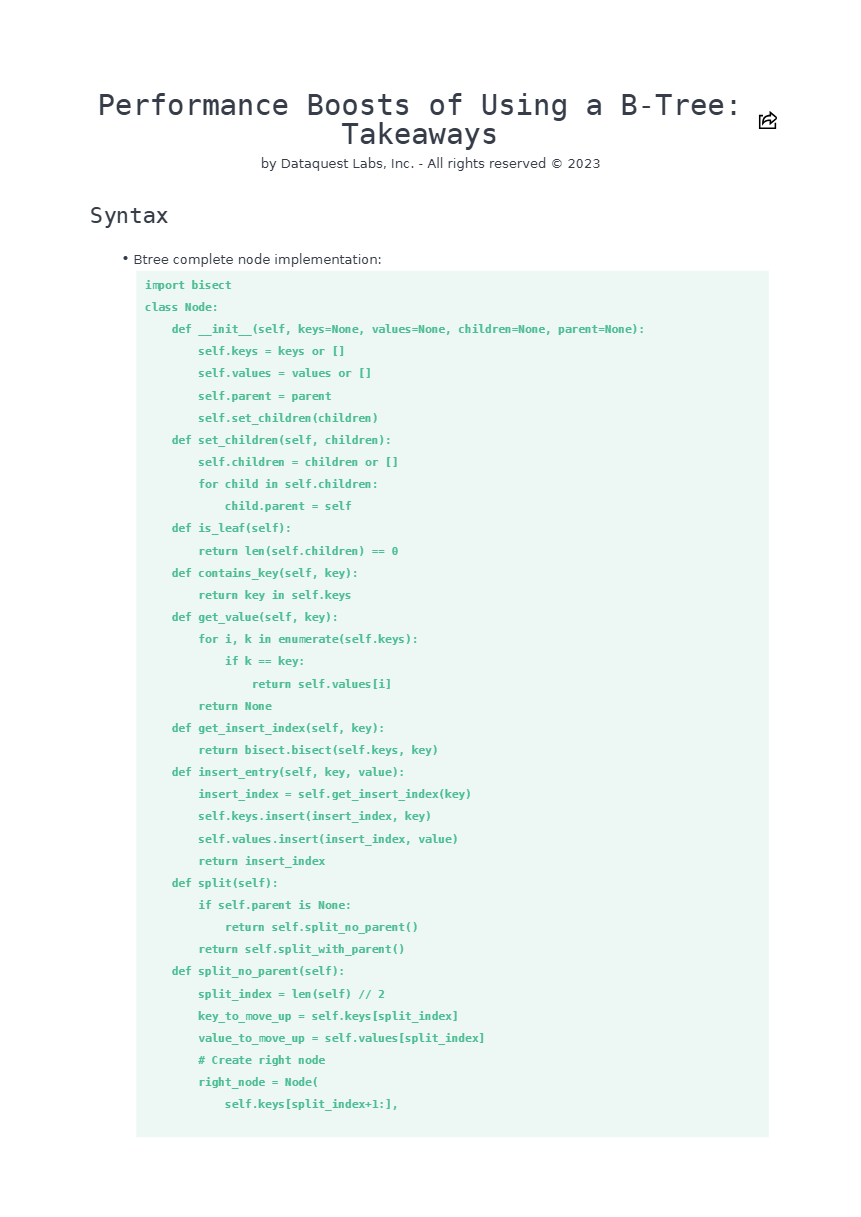 Performance Boosts of Using a B-Tree:
Takeaways
by Dataquest Labs, Inc. - All rights reserved © 2023
Syntax
• Btree complete node implementation:
import bisect
class Node:
    def __init__(self, keys=None, values=None, children=None, parent=None):
        self.keys = keys or []
        self.values = values or []
        self.parent = parent
        self.set_children(children)
    def set_children(self, children):
        self.children = children or []
        for child in self.children:
            child.parent = self
    def is_leaf(self):
        return len(self.children) == 0
    def contains_key(self, key):
        return key in self.keys
    def get_value(self, key):
        for i, k in enumerate(self.keys):
            if k == key:
                return self.values[i]
        return None
    def get_insert_index(self, key):
        return bisect.bisect(self.keys, key)
    def insert_entry(self, key, value):
        insert_index = self.get_insert_index(key)
        self.keys.insert(insert_index, key)
        self.values.insert(insert_index, value)
        return insert_index
    def split(self):
        if self.parent is None:
            return self.split_no_parent()
        return self.split_with_parent()
    def split_no_parent(self):
        split_index = len(self) // 2
        key_to_move_up = self.keys[split_index]
        value_to_move_up = self.values[split_index]
        # Create right node
        right_node = Node(
            self.keys[split_index+1:],